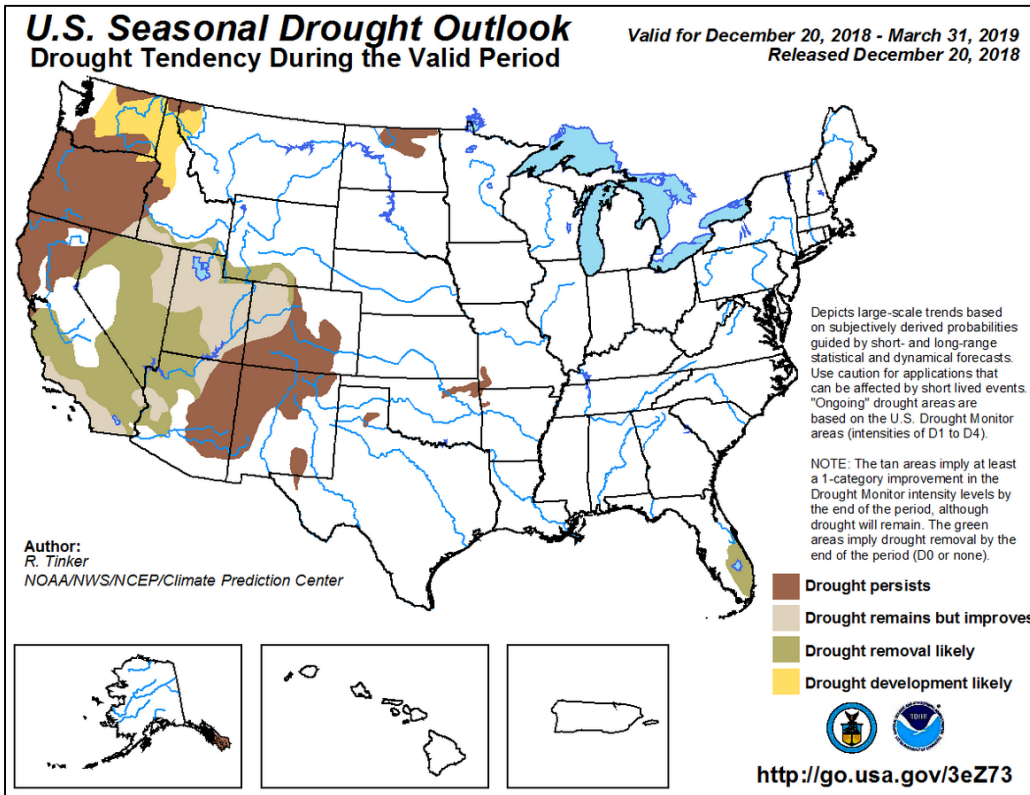 U.S. Seasonal Drought Outlook
Drought Tendency During the Valid Period
Valid for December 20, 2018 - March 31, 2019
Released December 20, 2018
Depicts large-scale trends based
on subjectively derived probabilities
guided by short- and long-range
statistical and dynamical forecasts.
Use caution for applications that
can be affected by short lived events.
"Ongoing" drought areas are
based on the U.S. Drought Monitor
areas (intensities of D1 to D4).
NOTE: The tan areas imply at least
a 1-category improvement in the
Drought Monitor intensity levels by
the end of the period, although
drought will remain. The green
areas imply drought removal by the
end of the period (D0 or none).
Author:
R. Tinker
NOAA/NWS/NCEP/Climate Prediction Center
Drought persists
Drought remains but improves
Drought removal likely
Drought development likely
http://go.usa.gov/3eZ73